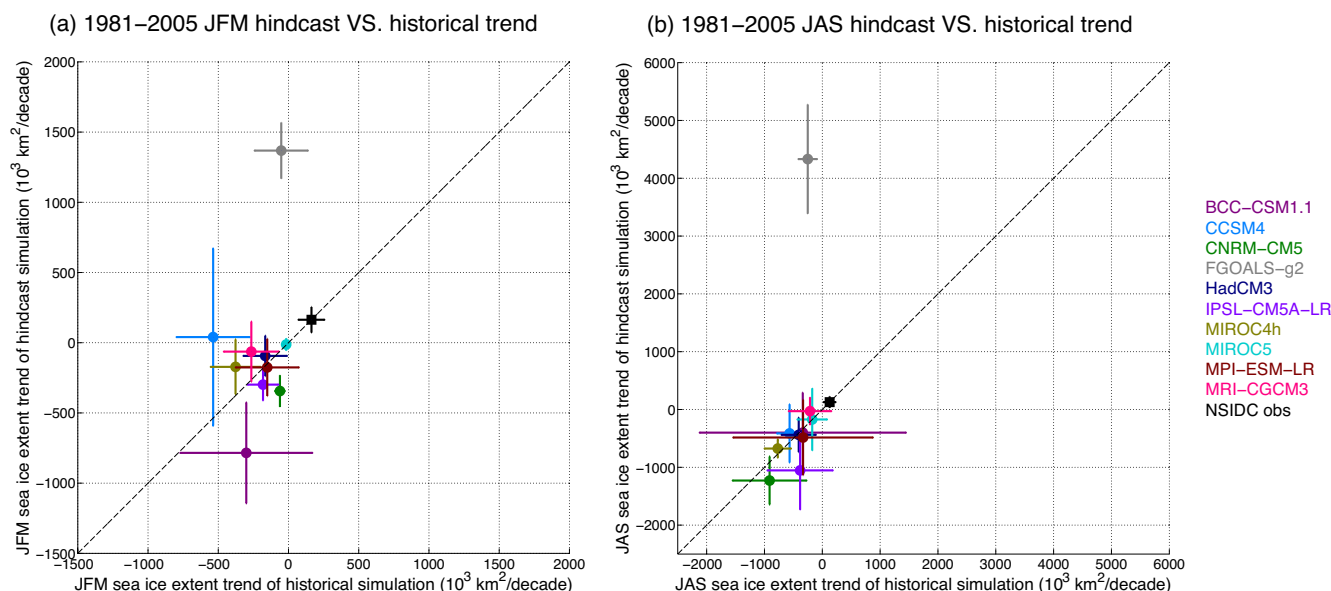 (a) 1981−2005 JFM hindcast VS. historical trend
2000
1500
1000
500
0
−500
−1000
−1500
−1500
−1000
−500
0
500
1000
1500
2000
JFM sea ice extent trend of hindcast simulation (10³ km²/decade)
JFM sea ice extent trend of historical simulation (10³ km²/decade)
(b) 1981−2005 JAS hindcast VS. historical trend
6000
5000
4000
3000
2000
1000
0
−1000
−2000
−2000
−1000
0
1000
2000
3000
4000
5000
6000
JAS sea ice extent trend of hindcast simulation (10³ km²/decade)
JAS sea ice extent trend of historical simulation (10³ km²/decade)
BCC−CSM1.1
CCSM4
CNRM−CM5
FGOALS−g2
HadCM3
IPSL−CM5A−LR
MIROC4h
MIROC5
MPI−ESM−LR
MRI−CGCM3
NSIDC obs